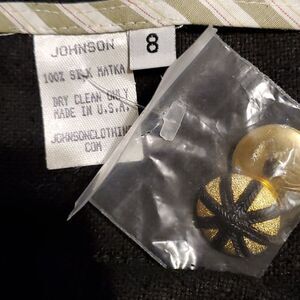 JOHNSON
8
100% SILK MATKA
DRY CLEAN ONLY
MADE IN U.S.A.
JOHNSONCLOTHING
COM